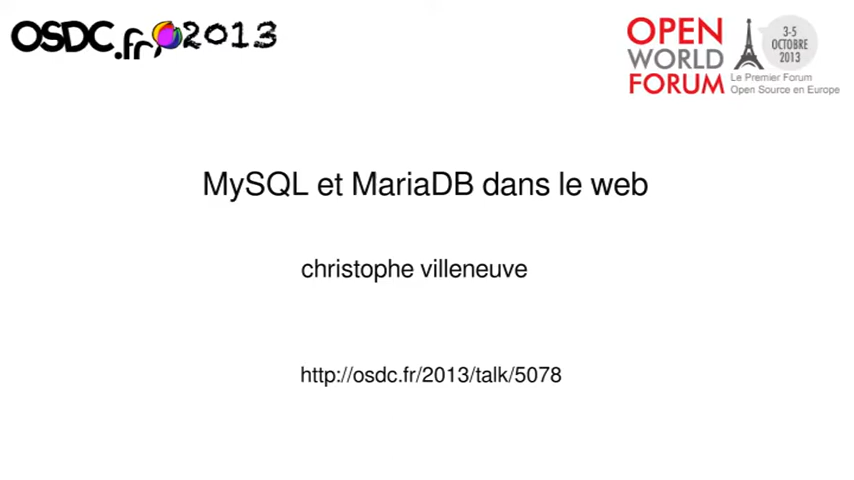 OSDC.fr 2013
OPEN
WORLD
FORUM
3-5
OCTOBRE
2013
Le Premier Forum
Open Source en Europe
MySQL et MariaDB dans le web
christophe villeneuve
http://osdc.fr/2013/talk/5078